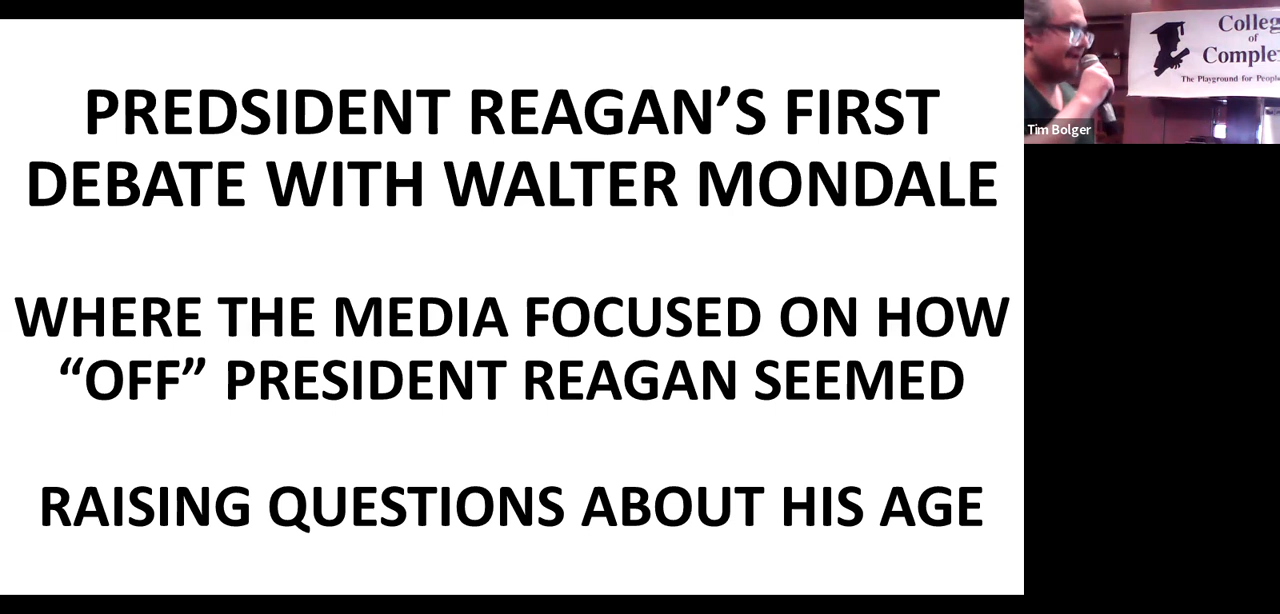 PREDSIDENT REAGAN’S FIRST
DEBATE WITH WALTER MONDALE
WHERE THE MEDIA FOCUSED ON HOW
“OFF” PRESIDENT REAGAN SEEMED
RAISING QUESTIONS ABOUT HIS AGE
Colleg
of
Comple
The Playground for Peopl
Tim Bolger